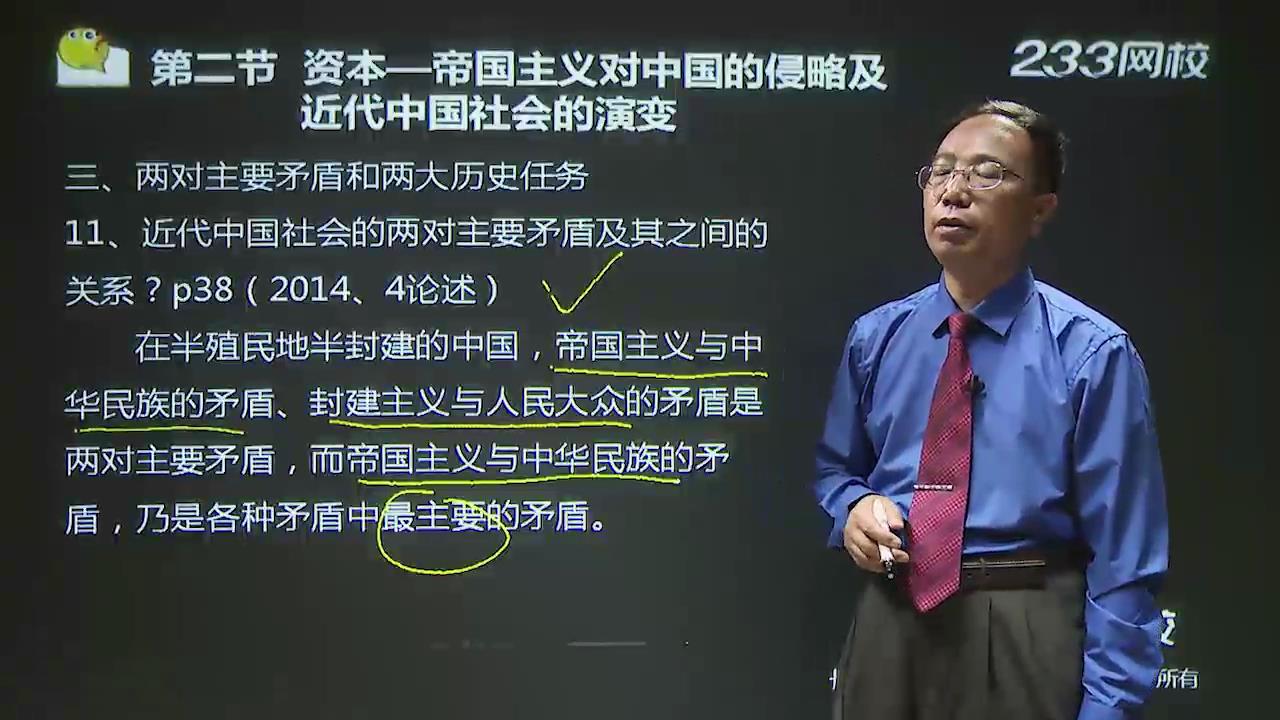 第二节 资本—帝国主义对中国的侵略及
近代中国社会的演变
233网校
三、两对主要矛盾和两大历史任务
11、近代中国社会的两对主要矛盾及其之间的
关系？p38（2014、4论述）
在半殖民地半封建的中国，帝国主义与中
华民族的矛盾、封建主义与人民大众的矛盾是
两对主要矛盾，而帝国主义与中华民族的矛
盾，乃是各种矛盾中最主要的矛盾。
校
所有